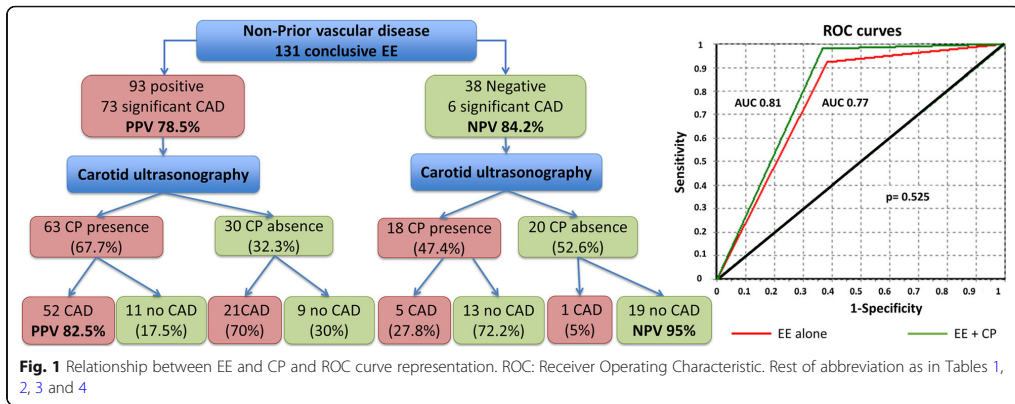 Non-Prior vascular disease
131 conclusive EE
93 positive
73 significant CAD
PPV 78.5%
38 Negative
6 significant CAD
NPV 84.2%
Carotid ultrasonography
Carotid ultrasonography
63 CP presence
(67.7%)
30 CP absence
(32.3%)
18 CP presence
(47.4%)
20 CP absence
(52.6%)
52 CAD
PPV 82.5%
11 no CAD
(17.5%)
21CAD
(70%)
9 no CAD
(30%)
5 CAD
(27.8%)
13 no CAD
(72.2%)
1 CAD
(5%)
19 no CAD
NPV 95%
ROC curves
1
0.9
0.8
0.7
0.6
0.5
0.4
0.3
0.2
0.1
0
Sensitivity
AUC 0.81
AUC 0.77
p= 0.525
0 0.1 0.2 0.3 0.4 0.5 0.6 0.7 0.8 0.9 1
1-Specificity
EE alone
EE + CP
Fig. 1 Relationship between EE and CP and ROC curve representation. ROC: Receiver Operating Characteristic. Rest of abbreviation as in Tables 1,
2, 3 and 4